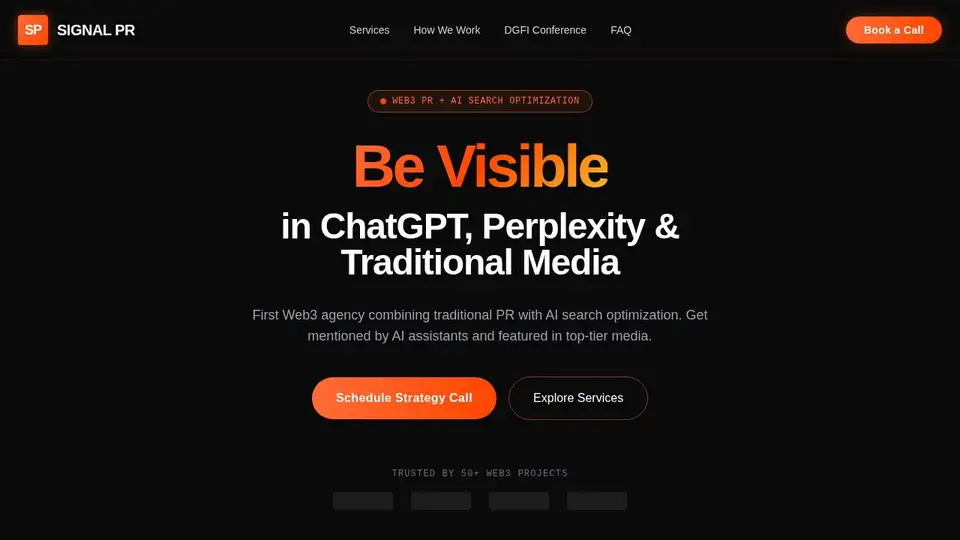 SP SIGNAL PR
Services How We Work DGFI Conference FAQ
Book a Call
WEB3 PR + AI SEARCH OPTIMIZATION
Be Visible
in ChatGPT, Perplexity &
Traditional Media
First Web3 agency combining traditional PR with AI search optimization. Get
mentioned by AI assistants and featured in top-tier media.
Schedule Strategy Call
Explore Services
TRUSTED BY 50+ WEB3 PROJECTS